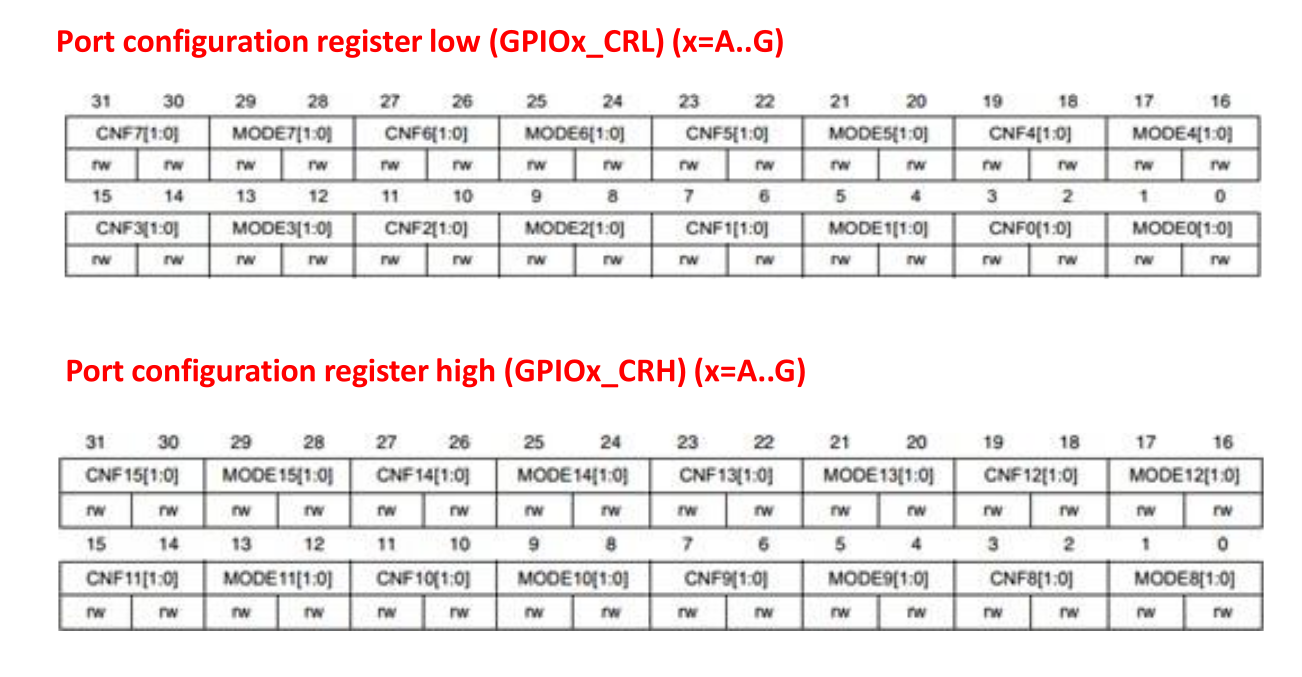 Port configuration register low (GPIOx_CRL) (x=A..G)
31 30 29 28 27 26 25 24 23 22 21 20 19 18 17 16
CNF7[1:0] MODE7[1:0] CNF6[1:0] MODE6[1:0] CNF5[1:0] MODE5[1:0] CNF4[1:0] MODE4[1:0]
rw rw rw rw rw rw rw rw rw rw rw rw rw rw rw rw
15 14 13 12 11 10 9 8 7 6 5 4 3 2 1 0
CNF3[1:0] MODE3[1:0] CNF2[1:0] MODE2[1:0] CNF1[1:0] MODE1[1:0] CNF0[1:0] MODE0[1:0]
rw rw rw rw rw rw rw rw rw rw rw rw rw rw rw rw
Port configuration register high (GPIOx_CRH) (x=A..G)
31 30 29 28 27 26 25 24 23 22 21 20 19 18 17 16
CNF15[1:0] MODE15[1:0] CNF14[1:0] MODE14[1:0] CNF13[1:0] MODE13[1:0] CNF12[1:0] MODE12[1:0]
rw rw rw rw rw rw rw rw rw rw rw rw rw rw rw rw
15 14 13 12 11 10 9 8 7 6 5 4 3 2 1 0
CNF11[1:0] MODE11[1:0] CNF10[1:0] MODE10[1:0] CNF9[1:0] MODE9[1:0] CNF8[1:0] MODE8[1:0]
rw rw rw rw rw rw rw rw rw rw rw rw rw rw rw rw